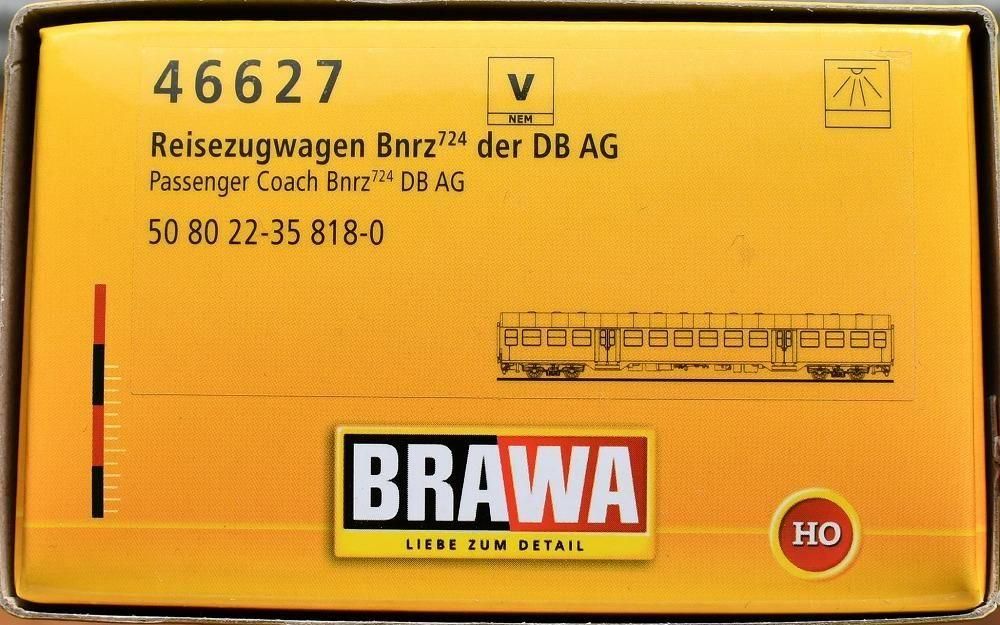 46627
V
NEM
Reisezugwagen Bnrz⁷²⁴ der DB AG
Passenger Coach Bnrz⁷²⁴ DB AG
50 80 22-35 818-0
BRAWA
LIEBE ZUM DETAIL
HO